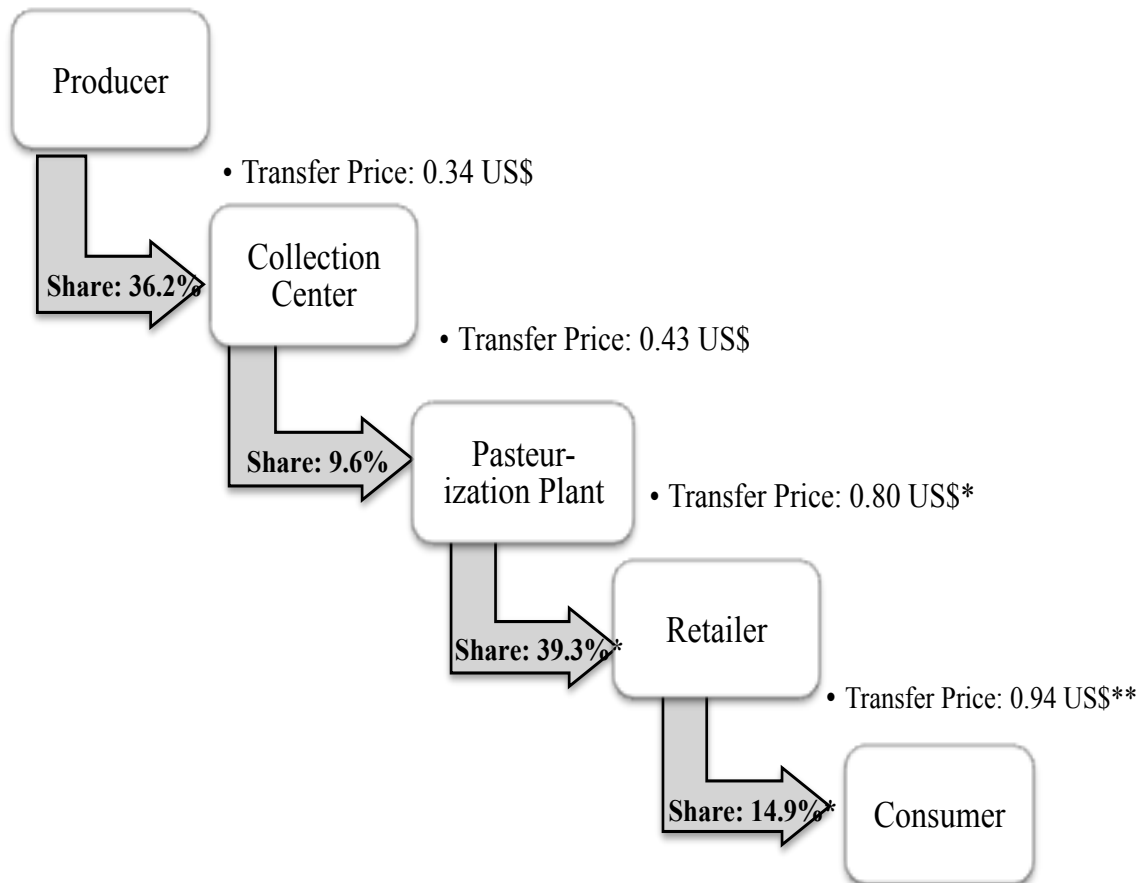 Producer
• Transfer Price: 0.34 US$
Share: 36.2%
Collection
Center
• Transfer Price: 0.43 US$
Share: 9.6%
Pasteur-
ization Plant
• Transfer Price: 0.80 US$*
Share: 39.3%*
Retailer
• Transfer Price: 0.94 US$**
Share: 14.9%*
Consumer